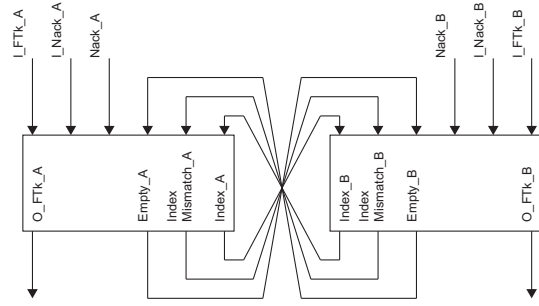 I_FTk_A
I_Nack_A
Nack_A
Nack_B
I_Nack_B
I_FTk_B
O_FTk_A
Empty_A
Index
Mismatch_A
Index_A
Index_B
Index
Mismatch_B
Empty_B
O_FTk_B